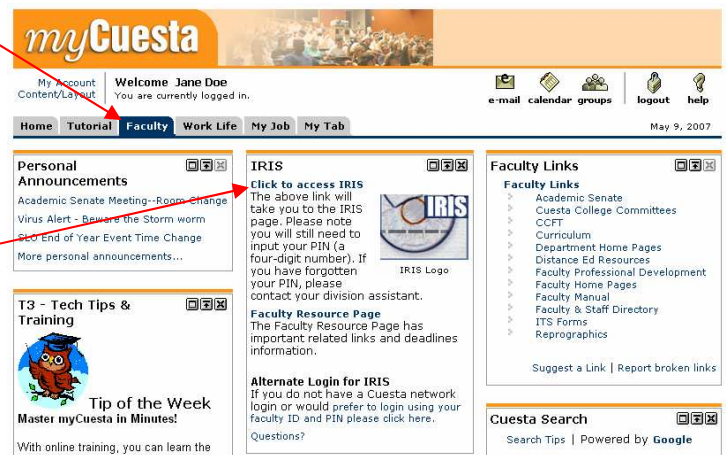 myCuesta
My Account
Content/Layout
Welcome Jane Doe
You are currently logged in.
e-mail calendar groups logout help
Home Tutorial Faculty Work Life My Job My Tab
May 9, 2007
Personal
Announcements
Academic Senate Meeting--Room Change
Virus Alert - Beware the Storm worm
SLO End of Year Event Time Change
More personal announcements...
T3 - Tech Tips &
Training
Tip of the Week
Master myCuesta in Minutes!
With online training, you can learn the
IRIS
Click to access IRIS
The above link will
take you to the IRIS
page. Please note
you will still need to
input your PIN (a
four-digit number). If
you have forgotten
your PIN, please
contact your division assistant.
IRIS
IRIS Logo
Faculty Resource Page
The Faculty Resource Page has
important related links and deadlines
information.
Alternate Login for IRIS
If you do not have a Cuesta network
login or would prefer to login using your
faculty ID and PIN please click here.
Questions?
Faculty Links
Faculty Links
Academic Senate
Cuesta College Committees
CCFT
Curriculum
Department Home Pages
Distance Ed Resources
Faculty Professional Development
Faculty Home Pages
Faculty Manual
Faculty & Staff Directory
ITS Forms
Reprographics
Suggest a Link | Report broken links
Cuesta Search
Search Tips | Powered by Google